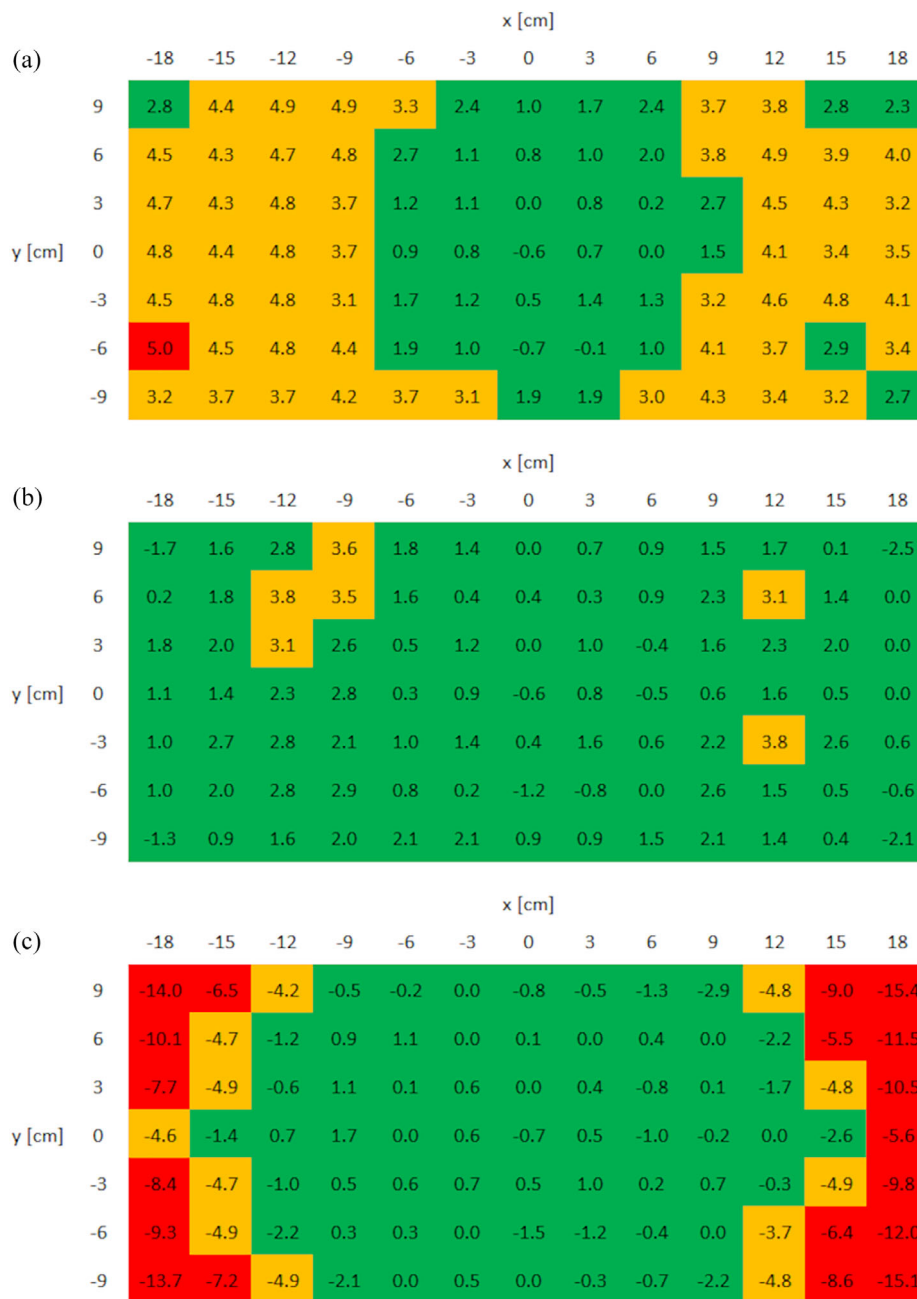 x [cm]
(a) -18 -15 -12 -9 -6 -3 0 3 6 9 12 15 18
9 2.8 4.4 4.9 4.9 3.3 2.4 1.0 1.7 2.4 3.7 3.8 2.8 2.3
6 4.5 4.3 4.7 4.8 2.7 1.1 0.8 1.0 2.0 3.8 4.9 3.9 4.0
3 4.7 4.3 4.8 3.7 1.2 1.1 0.0 0.8 0.2 2.7 4.5 4.3 3.2
y [cm] 0 4.8 4.4 4.8 3.7 0.9 0.8 -0.6 0.7 0.0 1.5 4.1 3.4 3.5
-3 4.5 4.8 4.8 3.1 1.7 1.2 0.5 1.4 1.3 3.2 4.6 4.8 4.1
-6 5.0 4.5 4.8 4.4 1.9 1.0 -0.7 -0.1 1.0 4.1 3.7 2.9 3.4
-9 3.2 3.7 3.7 4.2 3.7 3.1 1.9 1.9 3.0 4.3 3.4 3.2 2.7
x [cm]
(b) -18 -15 -12 -9 -6 -3 0 3 6 9 12 15 18
9 -1.7 1.6 2.8 3.6 1.8 1.4 0.0 0.7 0.9 1.5 1.7 0.1 -2.5
6 0.2 1.8 3.8 3.5 1.6 0.4 0.4 0.3 0.9 2.3 3.1 1.4 0.0
3 1.8 2.0 3.1 2.6 0.5 1.2 0.0 1.0 -0.4 1.6 2.3 2.0 0.0
y [cm] 0 1.1 1.4 2.3 2.8 0.3 0.9 -0.6 0.8 -0.5 0.6 1.6 0.5 0.0
-3 1.0 2.7 2.8 2.1 1.0 1.4 0.4 1.6 0.6 2.2 3.8 2.6 0.6
-6 1.0 2.0 2.8 2.9 0.8 0.2 -1.2 -0.8 0.0 2.6 1.5 0.5 -0.6
-9 -1.3 0.9 1.6 2.0 2.1 2.1 0.9 0.9 1.5 2.1 1.4 0.4 -2.1
x [cm]
(c) -18 -15 -12 -9 -6 -3 0 3 6 9 12 15 18
9 -14.0 -6.5 -4.2 -0.5 -0.2 0.0 -0.8 -0.5 -1.3 -2.9 -4.8 -9.0 -15.4
6 -10.1 -4.7 -1.2 0.9 1.1 0.0 0.1 0.0 0.4 0.0 -2.2 -5.5 -11.5
3 -7.7 -4.9 -0.6 1.1 0.1 0.6 0.0 0.4 -0.8 0.1 -1.7 -4.8 -10.5
y [cm] 0 -4.6 -1.4 0.7 1.7 0.0 0.6 -0.7 0.5 -1.0 -0.2 0.0 -2.6 -5.6
-3 -8.4 -4.7 -1.0 0.5 0.6 0.7 0.5 1.0 0.2 0.7 -0.3 -4.9 -9.8
-6 -9.3 -4.9 -2.2 0.3 0.3 0.0 -1.5 -1.2 -0.4 0.0 -3.7 -6.4 -12.0
-9 -13.7 -7.2 -4.9 -2.1 0.0 0.5 0.0 -0.3 -0.7 -2.2 -4.8 -8.6 -15.1